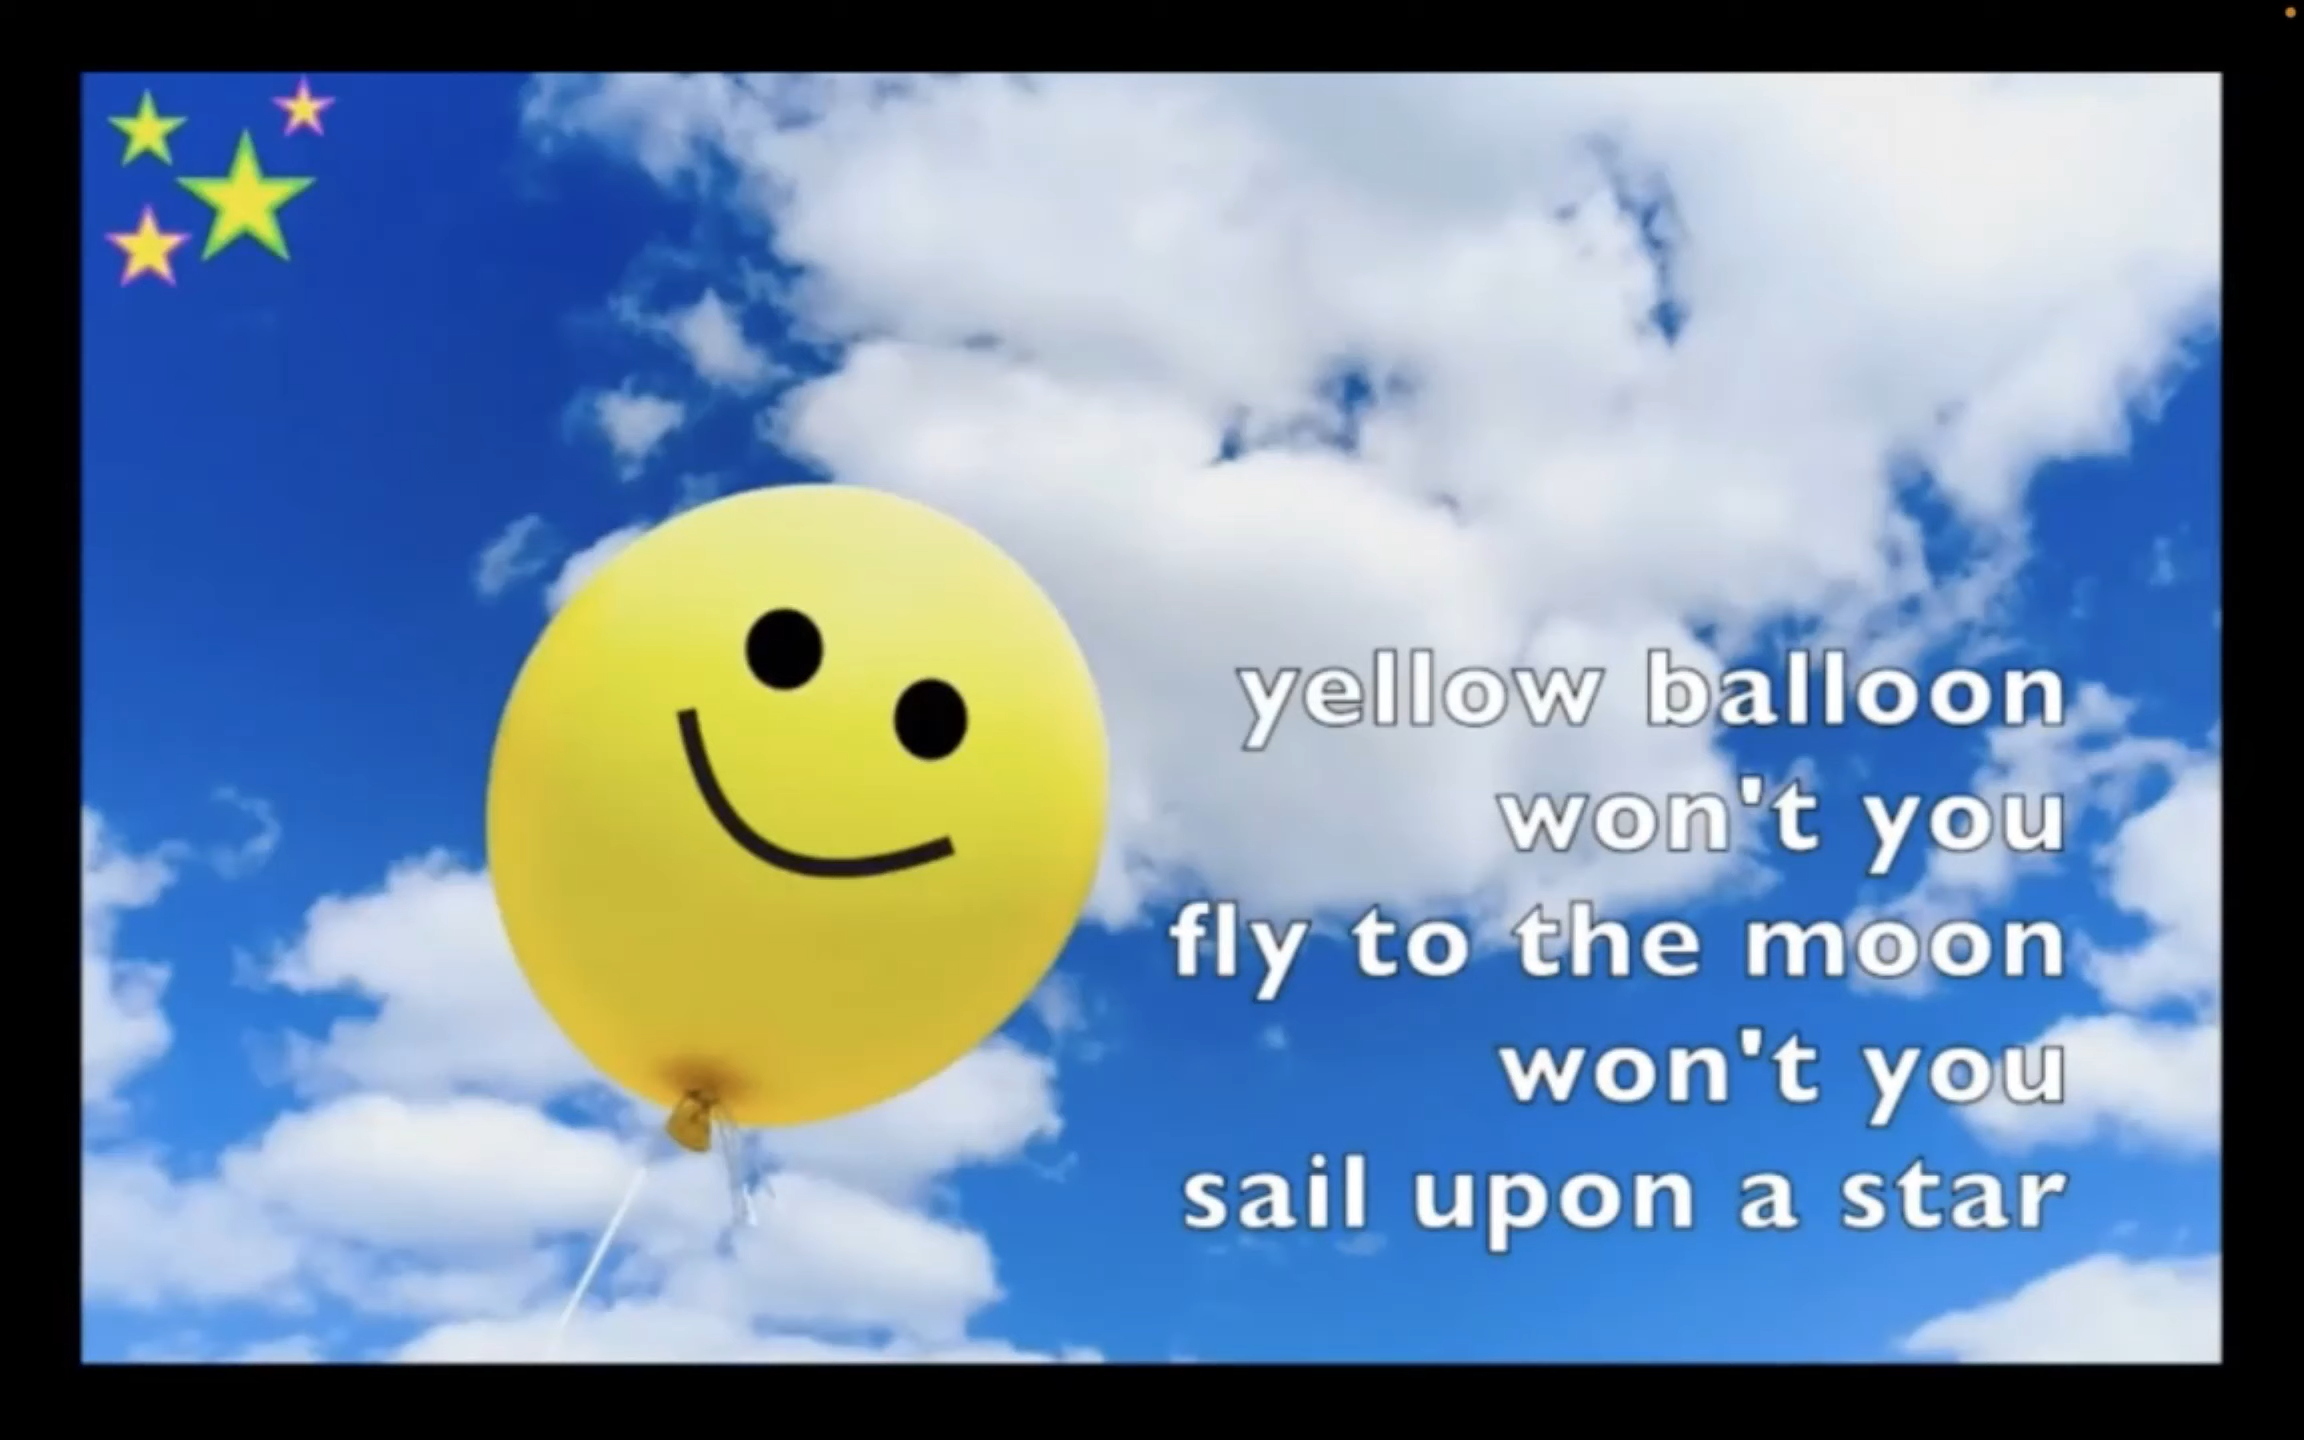 yellow balloon
won't you
fly to the moon
won't you
sail upon a star